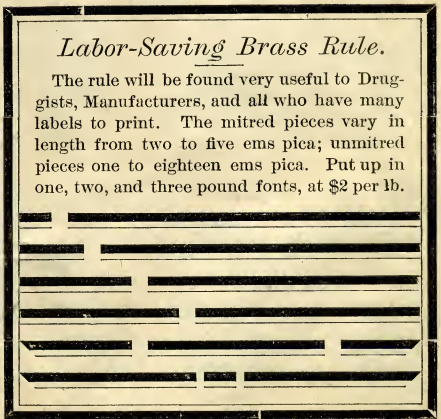 Labor-Saving Brass Rule.
The rule will be found very useful to Drug-
gists, Manufacturers, aud all who have many
labels to print. The mitred pieces vary in
length from two to five ems pica; unmitred
pieces one to eighteen ems pica. Put up in
one, two, and three pound fonts, at $2 per lb.